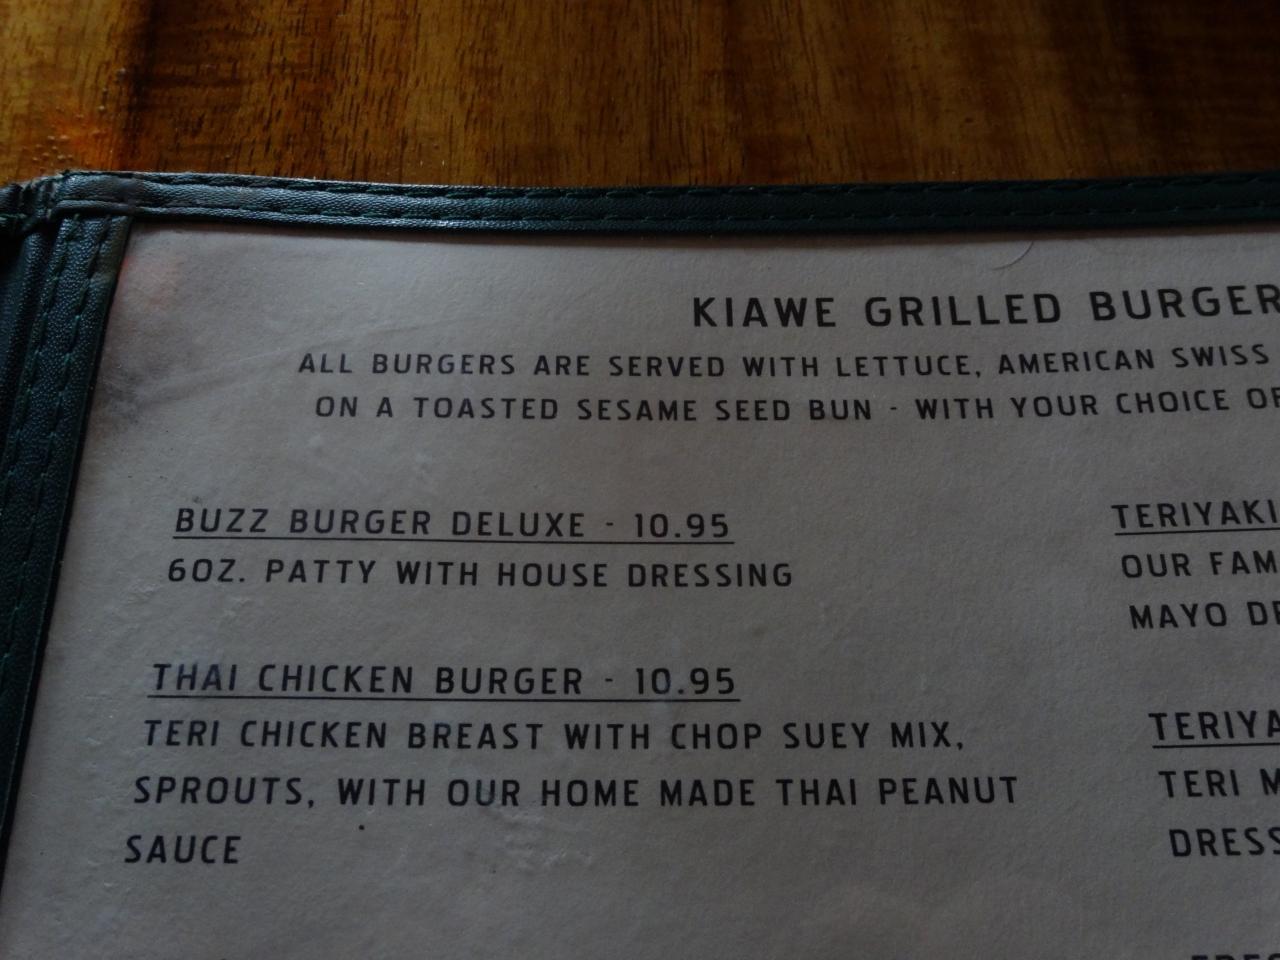 KIAWE GRILLED BURGER
ALL BURGERS ARE SERVED WITH LETTUCE, AMERICAN SWISS
ON A TOASTED SESAME SEED BUN - WITH YOUR CHOICE OF
BUZZ BURGER DELUXE - 10.95
6OZ. PATTY WITH HOUSE DRESSING
THAI CHICKEN BURGER - 10.95
TERI CHICKEN BREAST WITH CHOP SUEY MIX,
SPROUTS, WITH OUR HOME MADE THAI PEANUT
SAUCE
TERIYAKI
OUR FAM
MAYO
TERIYA
TERI M
DRESS